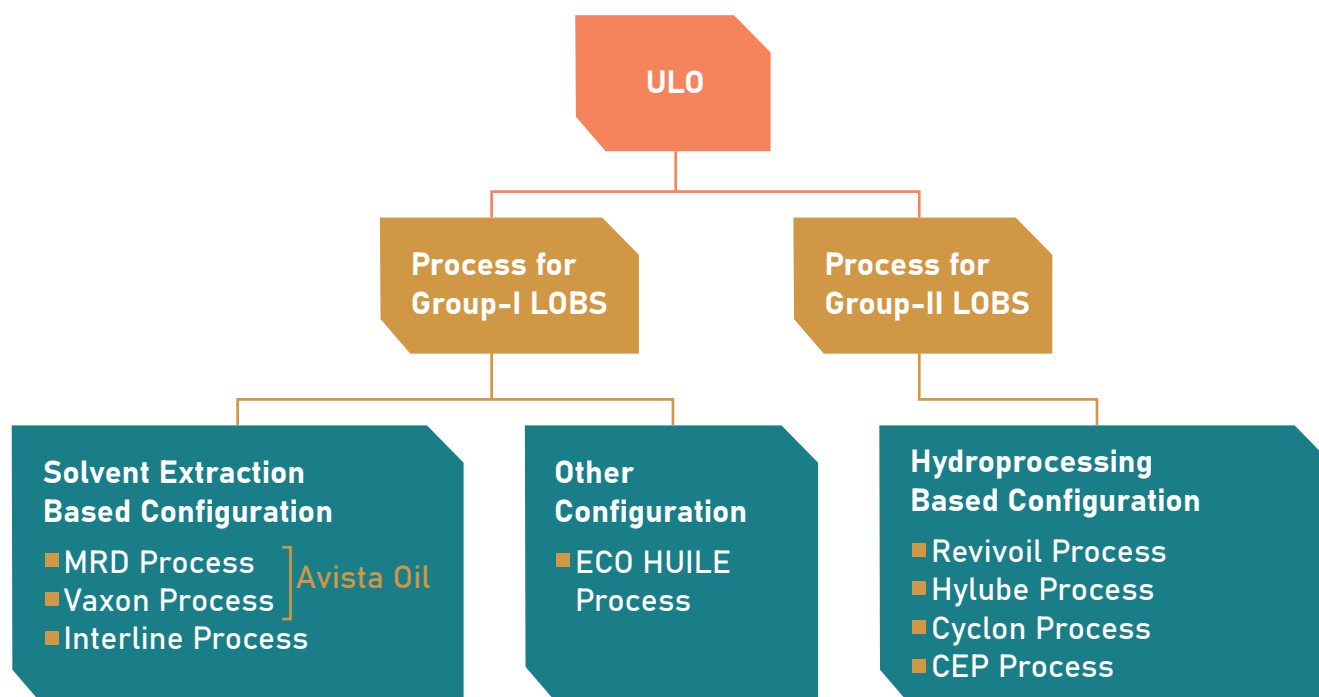 ULO
Process for
Group-I LOBS
Process for
Group-II LOBS
Solvent Extraction
Based Configuration
MRD Process
Vaxon Process
Avista Oil
Interline Process
Other
Configuration
ECO HUILE
Process
Hydroprocessing
Based Configuration
Revivoil Process
Hylube Process
Cyclon Process
CEP Process